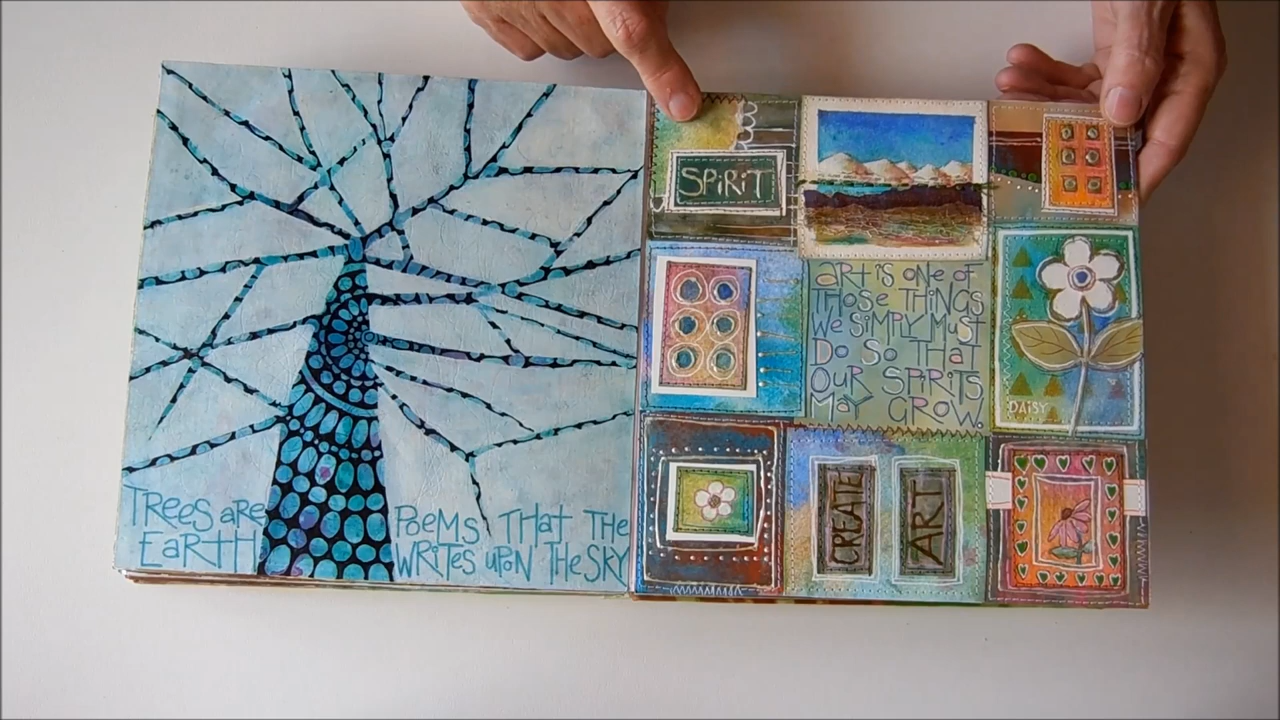 TREES ARE
EARTH
POEMS THAT THE
WRITES UPON THE SKY
SPIRIT
ART IS ONE OF
THOSE THINGS
WE SIMPLY MUST
DO SO THAT
OUR SPIRITS
MAY GROW.
DAISY
CREATE
ART